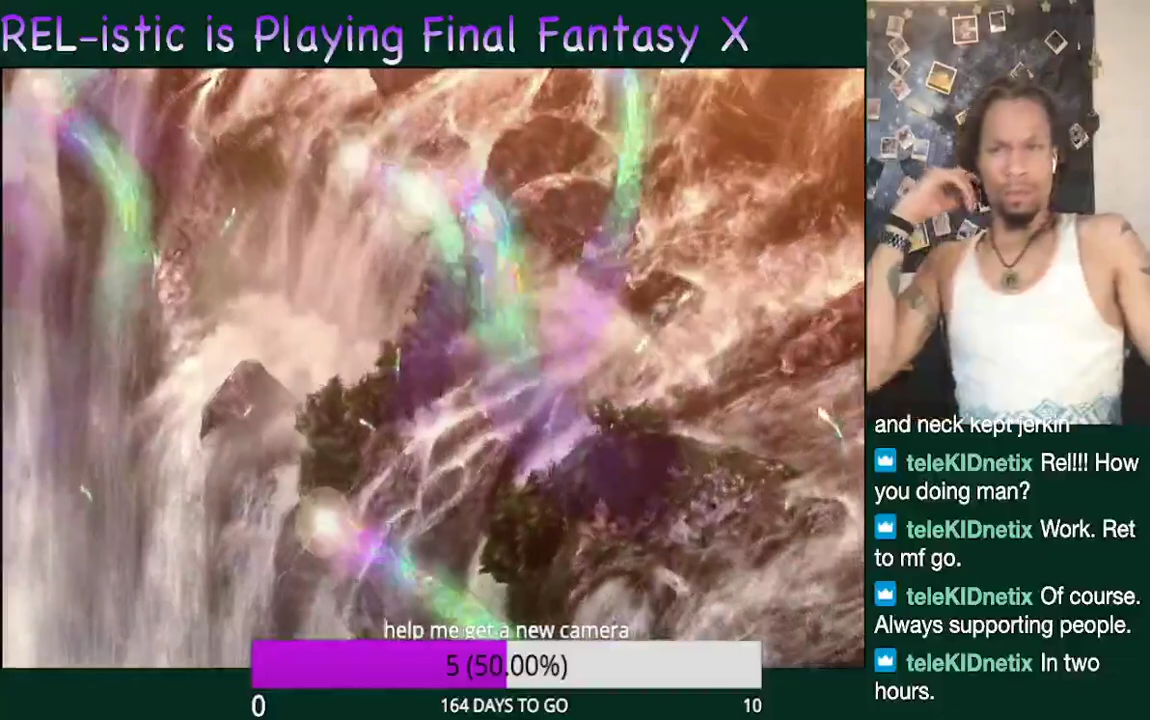 REL-istic is Playing Final Fantasy X
and neck kept jerkin
teleKIDnetix Rel!!! How
you doing man?
teleKIDnetix Work. Ret
to mf go.
teleKIDnetix Of course.
Always supporting people.
teleKIDnetix In two
hours.
help me get a new camera
5 (50.00%)
0
164 DAYS TO GO
10